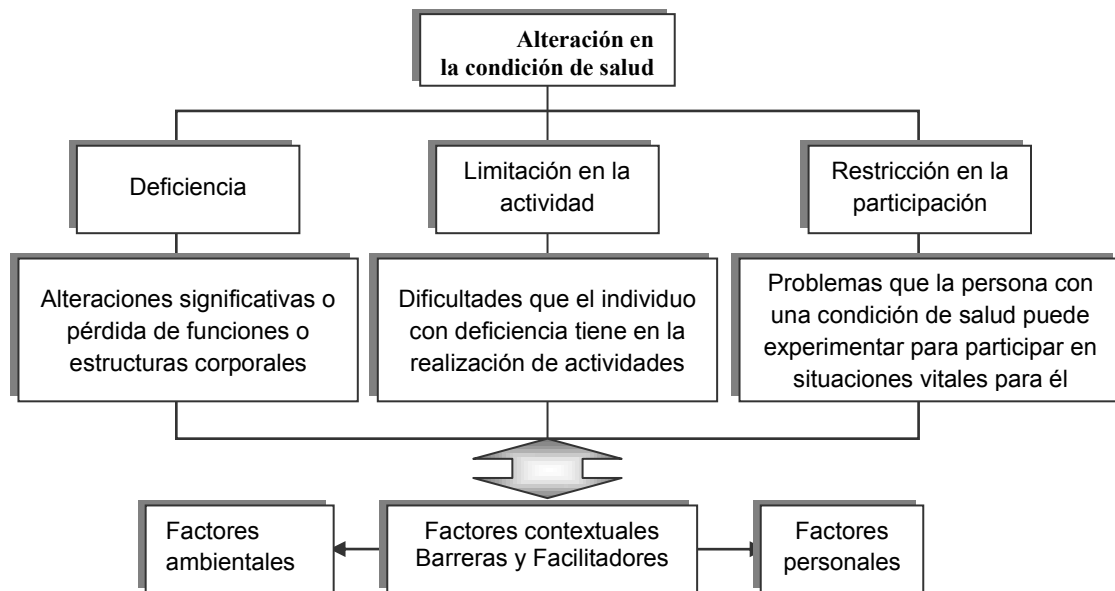 Alteración en
la condición de salud
Deficiencia
Limitación en la
actividad
Restricción en la
participación
Alteraciones significativas o
pérdida de funciones o
estructuras corporales
Dificultades que el individuo
con deficiencia tiene en la
realización de actividades
Problemas que la persona con
una condición de salud puede
experimentar para participar en
situaciones vitales para él
Factores
ambientales
Factores contextuales
Barreras y Facilitadores
Factores
personales